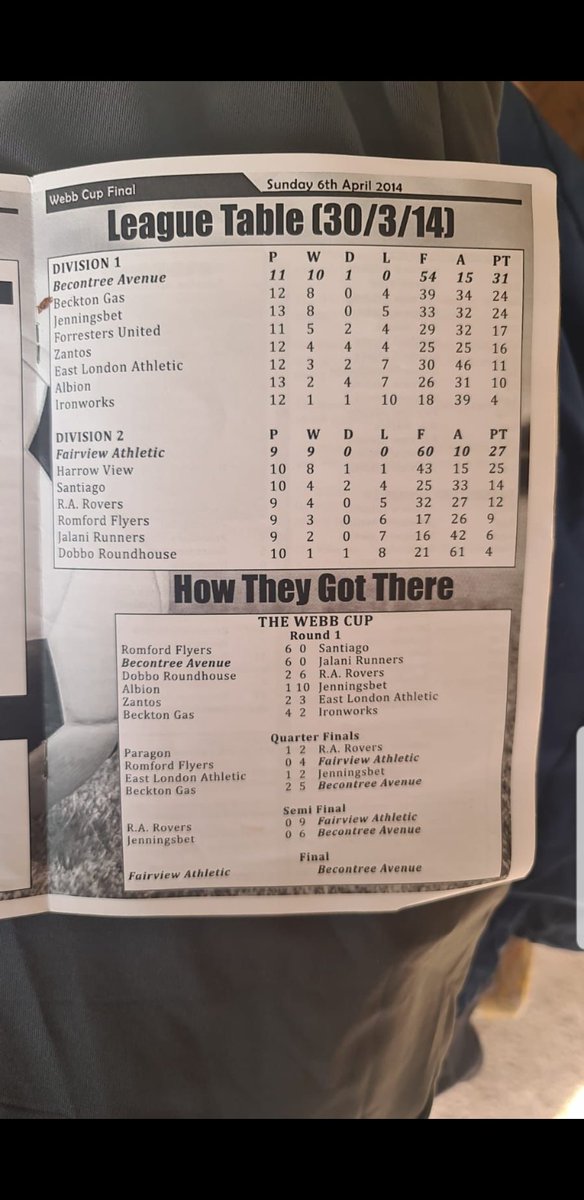 Webb Cup Final
Sunday 6th April 2014
League Table (30/3/14)
DIVISION 1 P W D L F A PT
Becontree Avenue 11 10 1 0 54 15 31
Beckton Gas 12 8 0 4 39 34 24
Jenningsbet 13 8 0 5 33 32 24
Forresters United 11 5 2 4 29 32 17
Zantos 12 4 4 4 25 25 16
East London Athletic 12 3 2 7 30 46 11
Albion 13 2 4 7 26 31 10
Ironworks 12 1 1 10 18 39 4
DIVISION 2 P W D L F A PT
Fairview Athletic 9 9 0 0 60 10 27
Harrow View 10 8 1 1 43 15 25
Santiago 10 4 2 4 25 33 14
R.A. Rovers 9 4 0 5 32 27 12
Romford Flyers 9 3 0 6 17 26 9
Jalani Runners 9 2 0 7 16 42 6
Dobbo Roundhouse 10 1 1 8 21 61 4
How They Got There
THE WEBB CUP
Round 1
Romford Flyers 6 0 Santiago
Becontree Avenue 6 0 Jalani Runners
Dobbo Roundhouse 2 6 R.A. Rovers
Albion 1 10 Jenningsbet
Zantos 2 3 East London Athletic
Beckton Gas 4 2 Ironworks
Quarter Finals
Paragon 1 2 R.A. Rovers
Romford Flyers 0 4 Fairview Athletic
East London Athletic 1 2 Jenningsbet
Beckton Gas 2 5 Becontree Avenue
Semi Final
R.A. Rovers 0 9 Fairview Athletic
Jenningsbet 0 6 Becontree Avenue
Final
Fairview Athletic Becontree Avenue